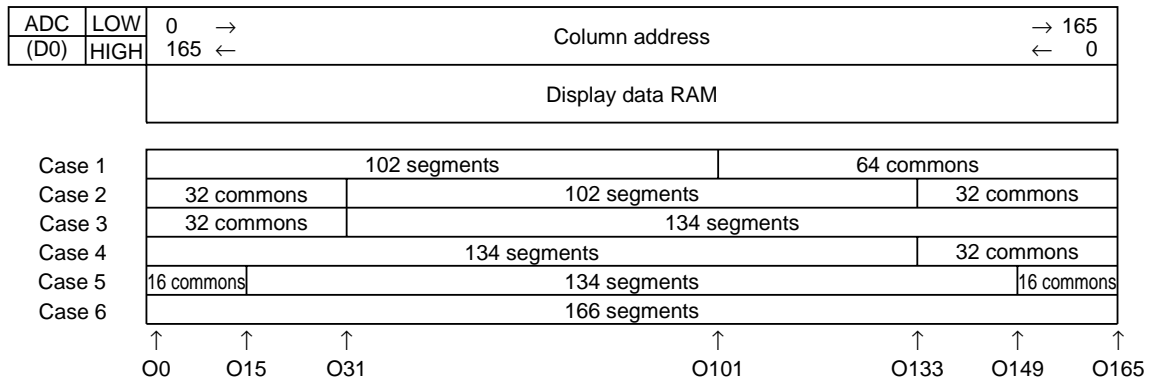 ADC LOW 0 → Column address → 165
(D0) HIGH 165 ← ← 0
Display data RAM
Case 1 102 segments 64 commons
Case 2 32 commons 102 segments 32 commons
Case 3 32 commons 134 segments
Case 4 134 segments 32 commons
Case 5 16 commons 134 segments 16 commons
Case 6 166 segments
↑ ↑ ↑ ↑ ↑ ↑ ↑
O0 O15 O31 O101 O133 O149 O165